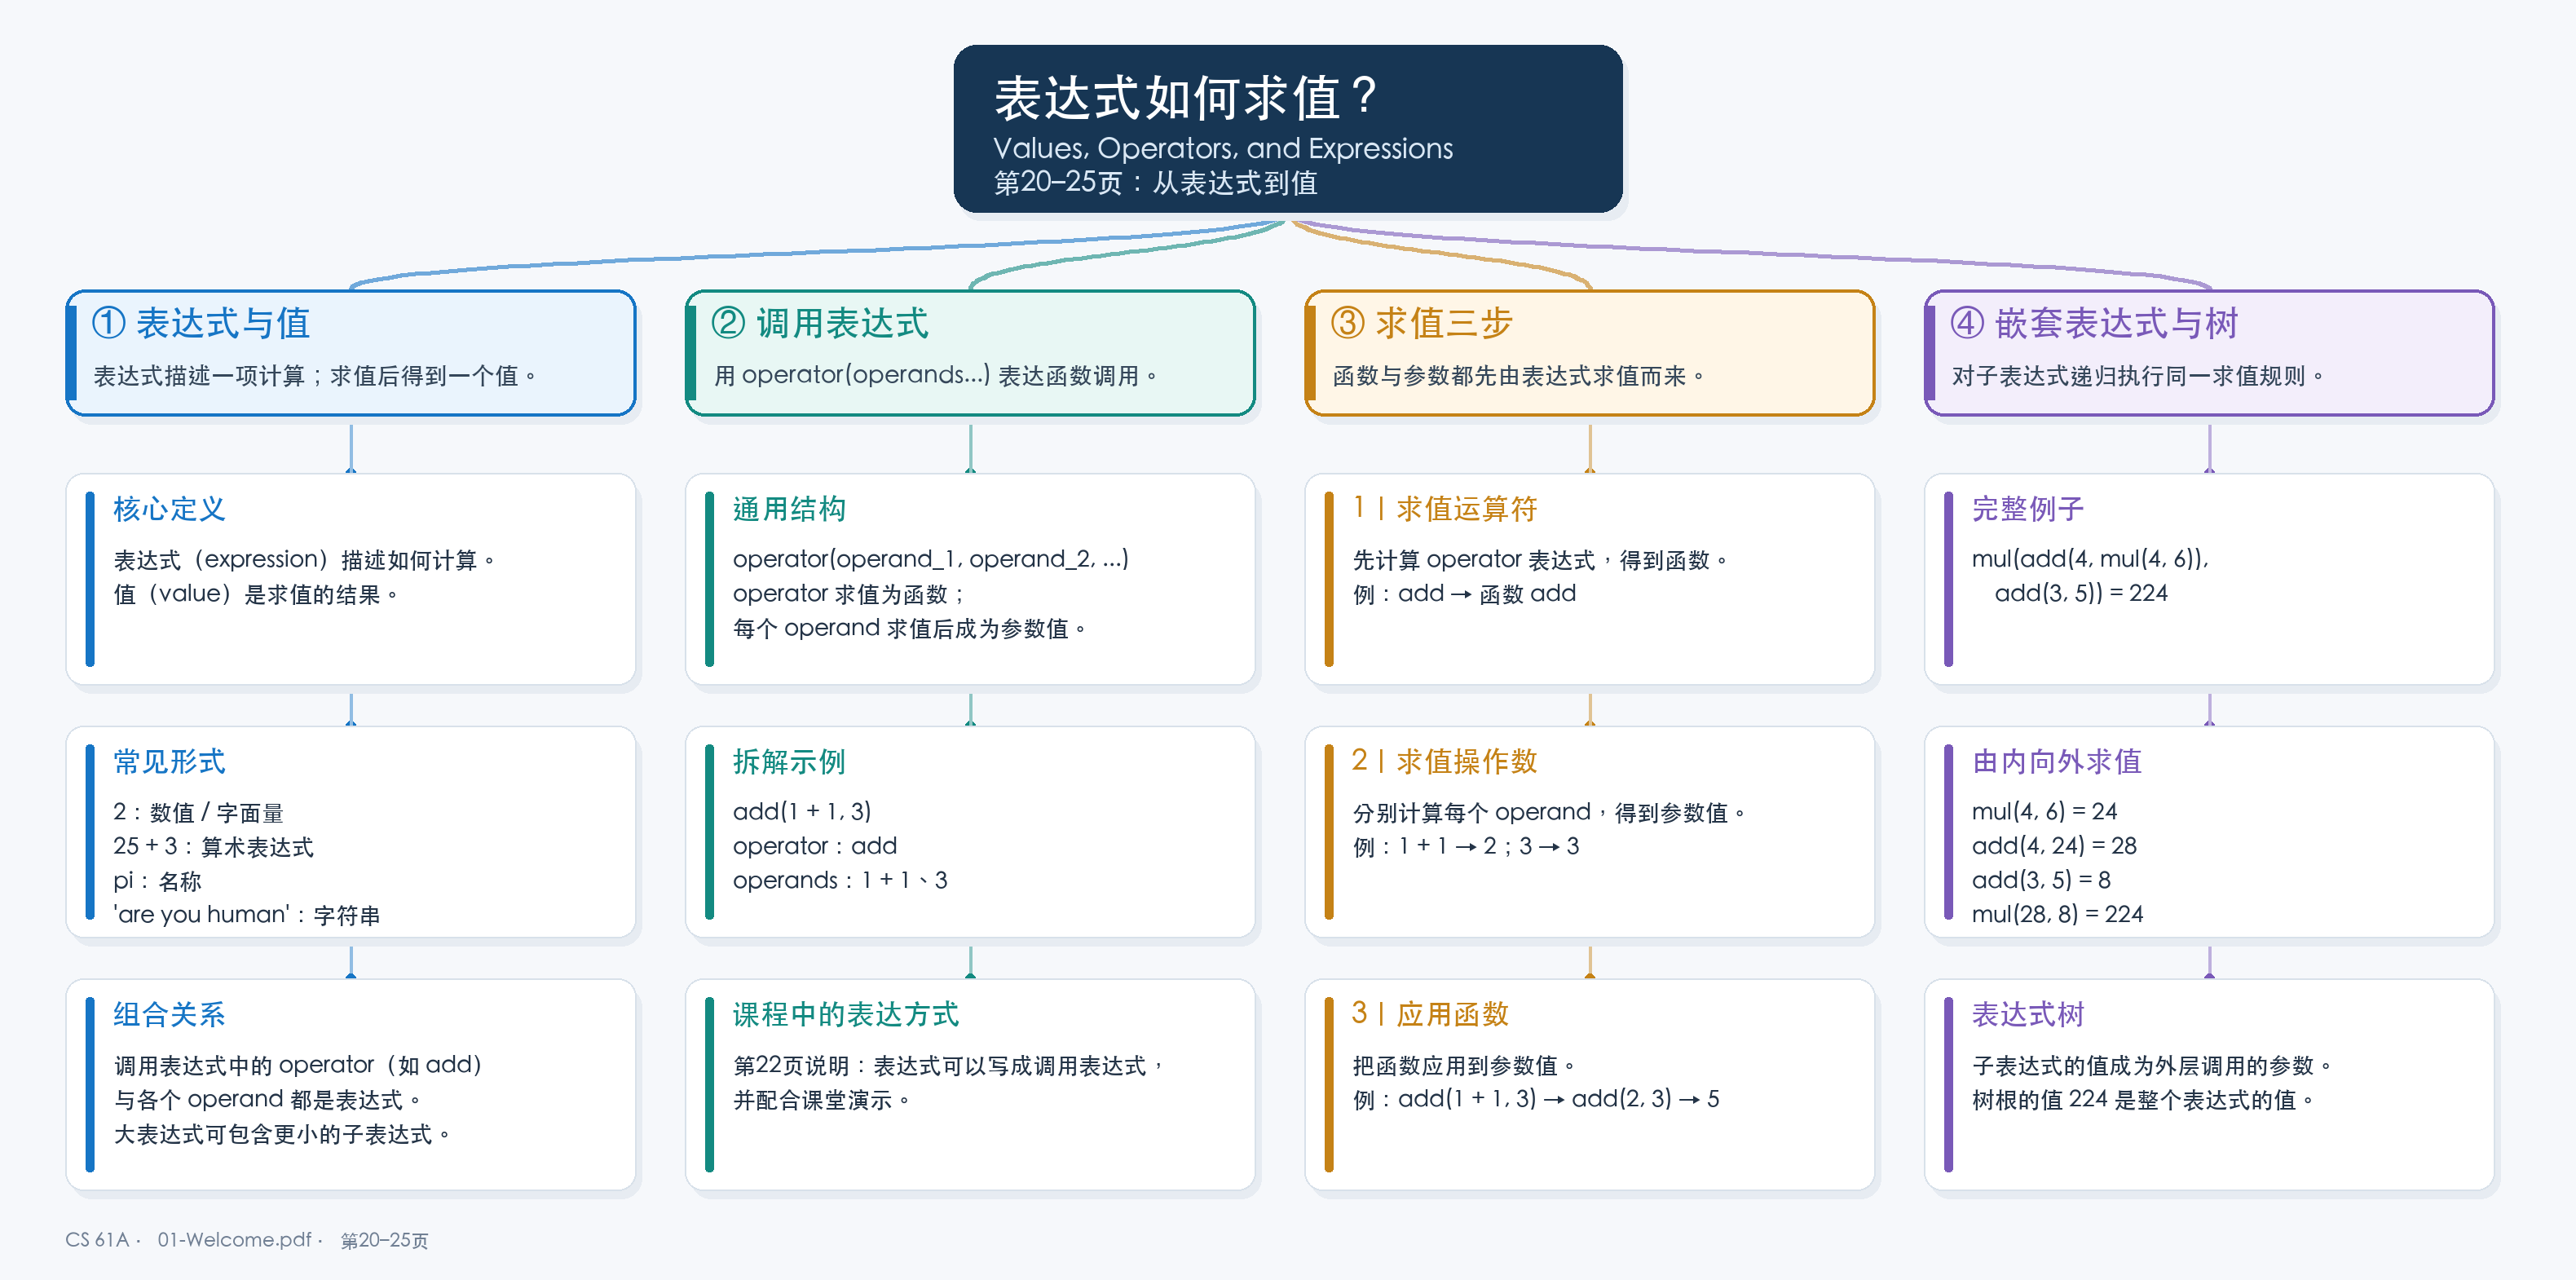 表达式如何求值？
Values, Operators, and Expressions
第20–25页：从表达式到值
① 表达式与值
表达式描述一项计算；求值后得到一个值。
核心定义
表达式（expression）描述如何计算。
值（value）是求值的结果。
常见形式
2：数值 / 字面量
25 + 3：算术表达式
pi：名称
'are you human'：字符串
组合关系
调用表达式中的 operator（如 add）
与各个 operand 都是表达式。
大表达式可包含更小的子表达式。
② 调用表达式
用 operator(operands...) 表达函数调用。
通用结构
operator(operand_1, operand_2, ...)
operator 求值为函数；
每个 operand 求值后成为参数值。
拆解示例
add(1 + 1, 3)
operator：add
operands：1 + 1、3
课程中的表达方式
第22页说明：表达式可以写成调用表达式，
并配合课堂演示。
③ 求值三步
函数与参数都先由表达式求值而来。
1｜求值运算符
先计算 operator 表达式，得到函数。
例：add → 函数 add
2｜求值操作数
分别计算每个 operand，得到参数值。
例：1 + 1 → 2；3 → 3
3｜应用函数
把函数应用到参数值。
例：add(1 + 1, 3) → add(2, 3) → 5
④ 嵌套表达式与树
对子表达式递归执行同一求值规则。
完整例子
mul(add(4, mul(4, 6)),
add(3, 5)) = 224
由内向外求值
mul(4, 6) = 24
add(4, 24) = 28
add(3, 5) = 8
mul(28, 8) = 224
表达式树
子表达式的值成为外层调用的参数。
树根的值 224 是整个表达式的值。
CS 61A · 01-Welcome.pdf · 第20–25页